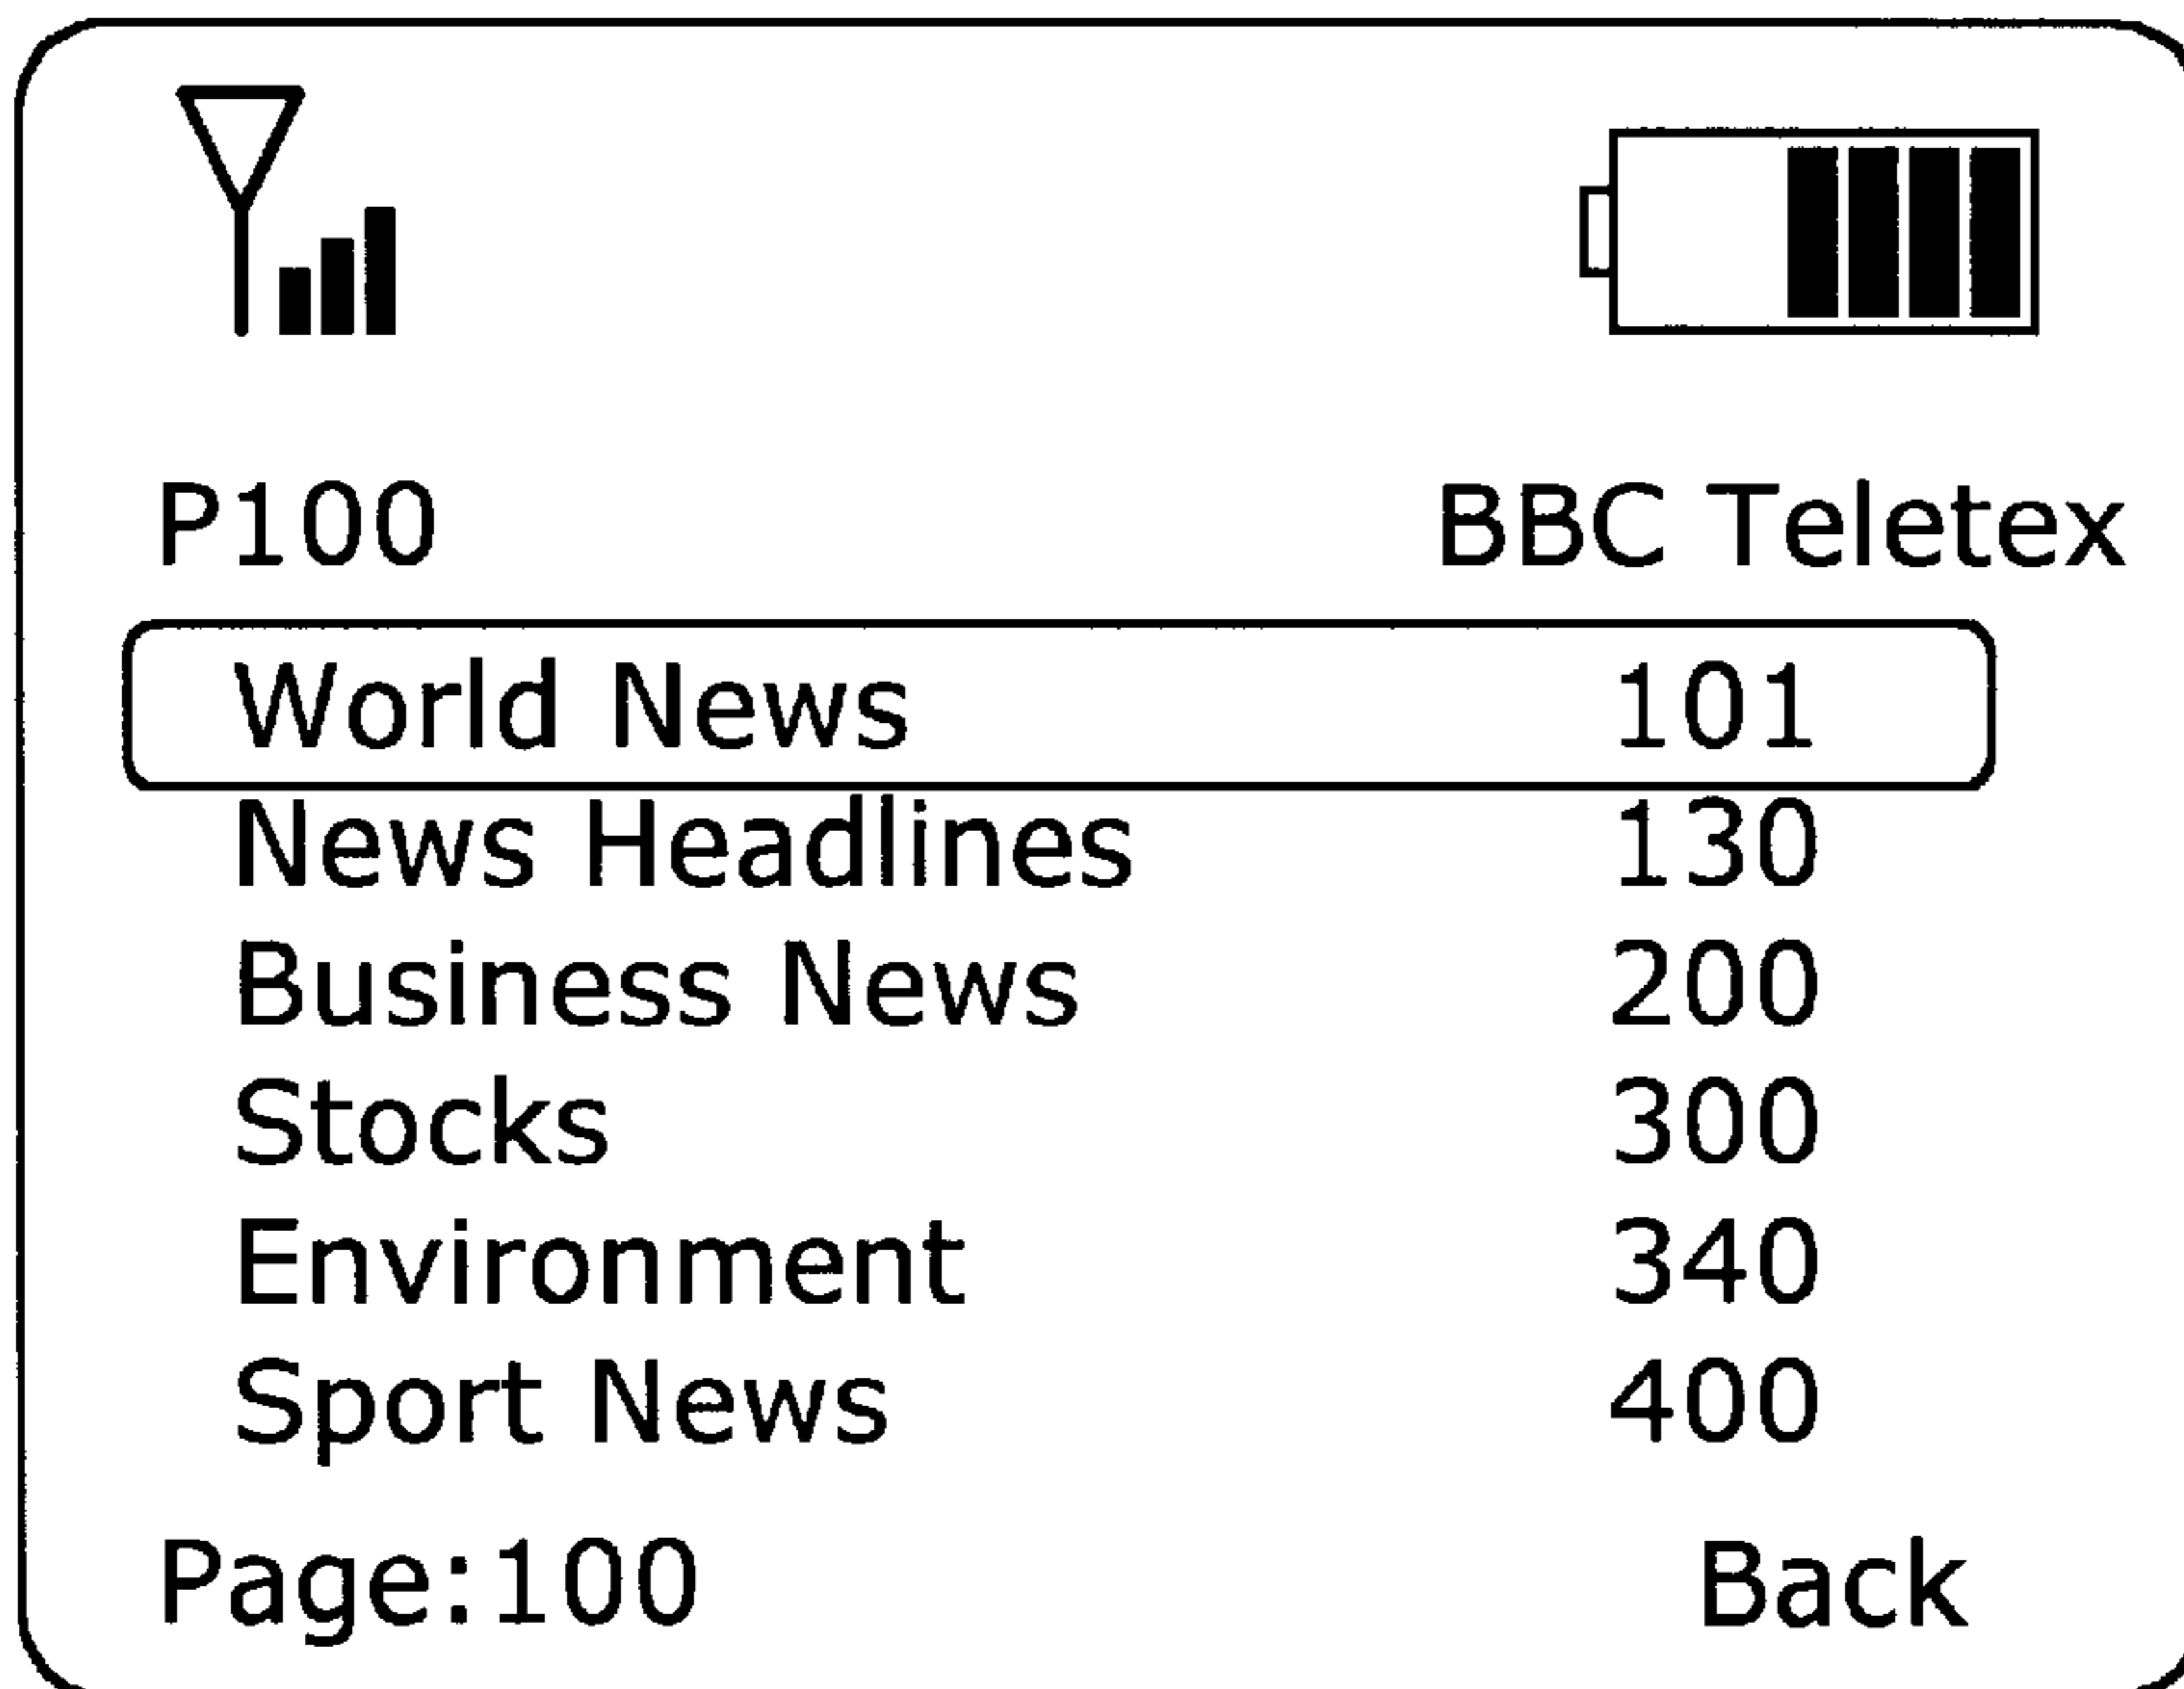 P100 BBC Teletex
World News 101
News Headlines 130
Business News 200
Stocks 300
Environment 340
Sport News 400
Page:100 Back